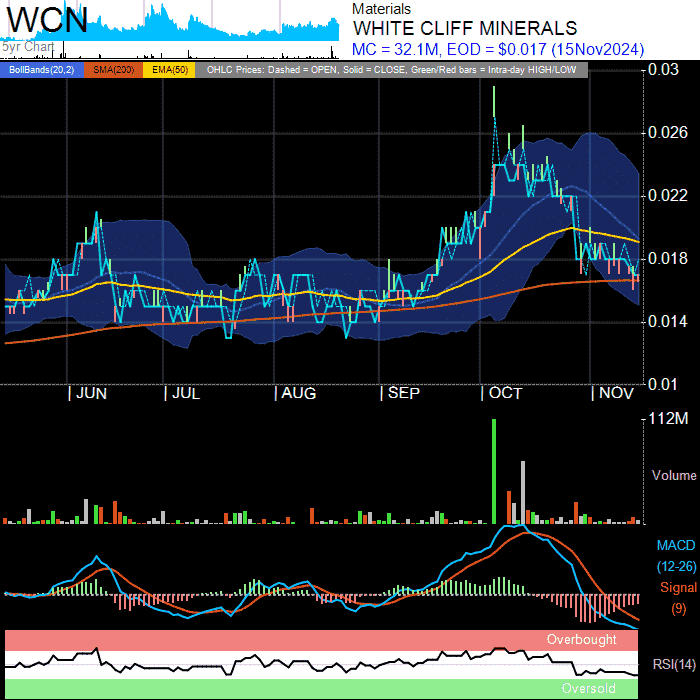 WCN
5yr Chart
Materials
WHITE CLIFF MINERALS
MC = 32.1M, EOD = $0.017 (15Nov2024)
BollBands(20,2) SMA(200) EMA(50) OHLC Prices: Dashed = OPEN, Solid = CLOSE, Green/Red bars = Intra-day HIGH/LOW
0.03
0.026
0.022
0.018
0.014
0.01
JUN JUL AUG SEP OCT NOV
112M
Volume
MACD
(12-26)
Signal
(9)
Overbought
RSI(14)
Oversold